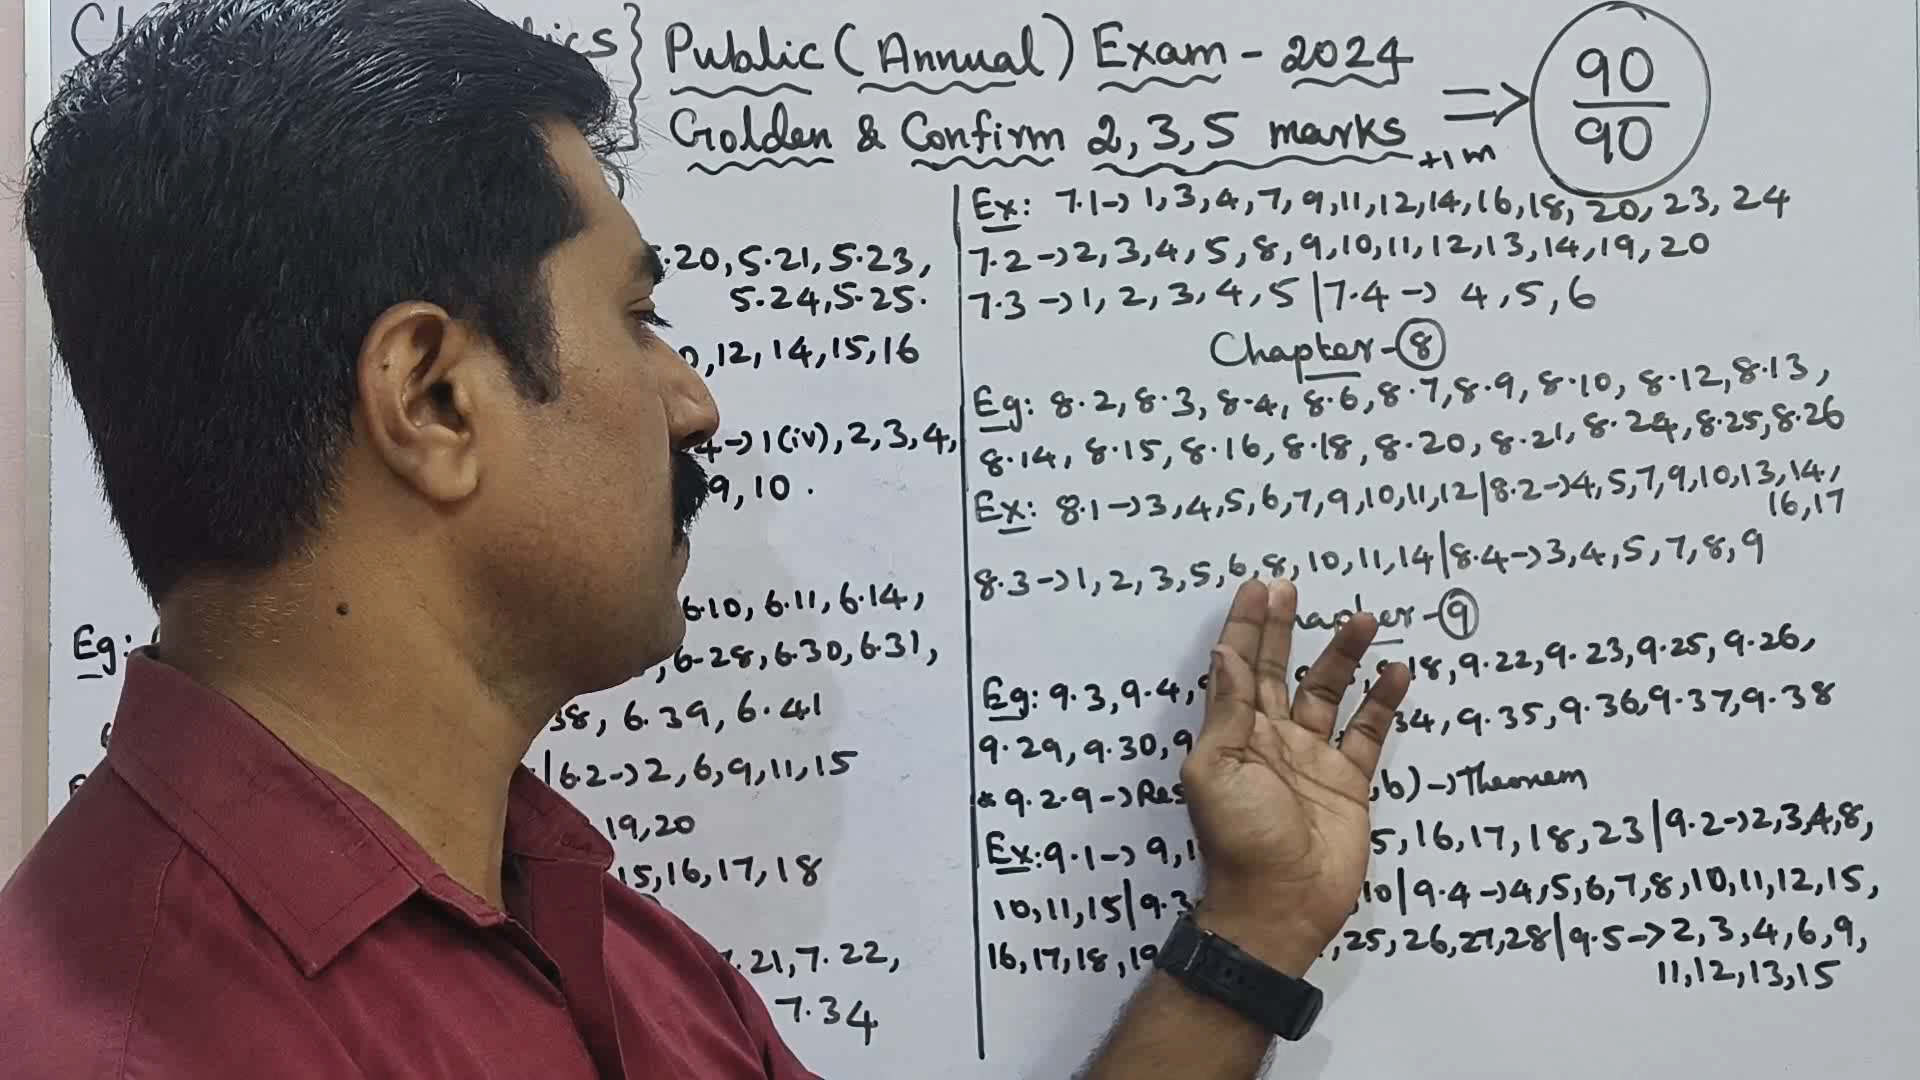 Public (Annual) Exam - 2024
Golden & Confirm 2, 3, 5 marks => 90/90
+1m
5.21, 5.23,
5.24, 5.25.
12, 14, 15, 16
1(iv), 2, 3, 4,
9, 10.
Eg:
6.10, 6.11, 6.14,
6.28, 6.30, 6.31,
6.39, 6.41
6.2→2, 6, 9, 11, 15
19, 20
15, 16, 17, 18
7.21, 7.22,
7.34
Ex: 7.1→1, 3, 4, 7, 9, 11, 12, 14, 16, 18, 20, 23, 24
7.2→2, 3, 4, 5, 8, 9, 10, 11, 12, 13, 14, 19, 20
7.3→1, 2, 3, 4, 5 | 7.4→ 4, 5, 6
Chapter-8
Eg: 8.2, 8.3, 8.4, 8.6, 8.7, 8.9, 8.10, 8.12, 8.13,
8.14, 8.15, 8.16, 8.18, 8.20, 8.21, 8.24, 8.25, 8.26
Ex: 8.1→3, 4, 5, 6, 7, 9, 10, 11, 12 | 8.2→4, 5, 7, 9, 10, 13, 14,
16, 17
8.3→1, 2, 3, 5, 6, 8, 10, 11, 14 | 8.4→3, 4, 5, 7, 8, 9
9
Eg: 9.3, 9.4, 9.22, 9.23, 9.25, 9.26,
9.29, 9.30, 9.35, 9.36, 9.37, 9.38
* 9.2.9→ b)→Theorem
Ex: 9.1→ 9, 16, 17, 18, 23 | 9.2→2, 3, 4, 8,
10, 11, 15 | 9.3 10 | 9.4→4, 5, 6, 7, 8, 10, 11, 12, 15,
16, 17, 18, 19 25, 26, 27, 28 | 9.5→2, 3, 4, 6, 9,
11, 12, 13, 15